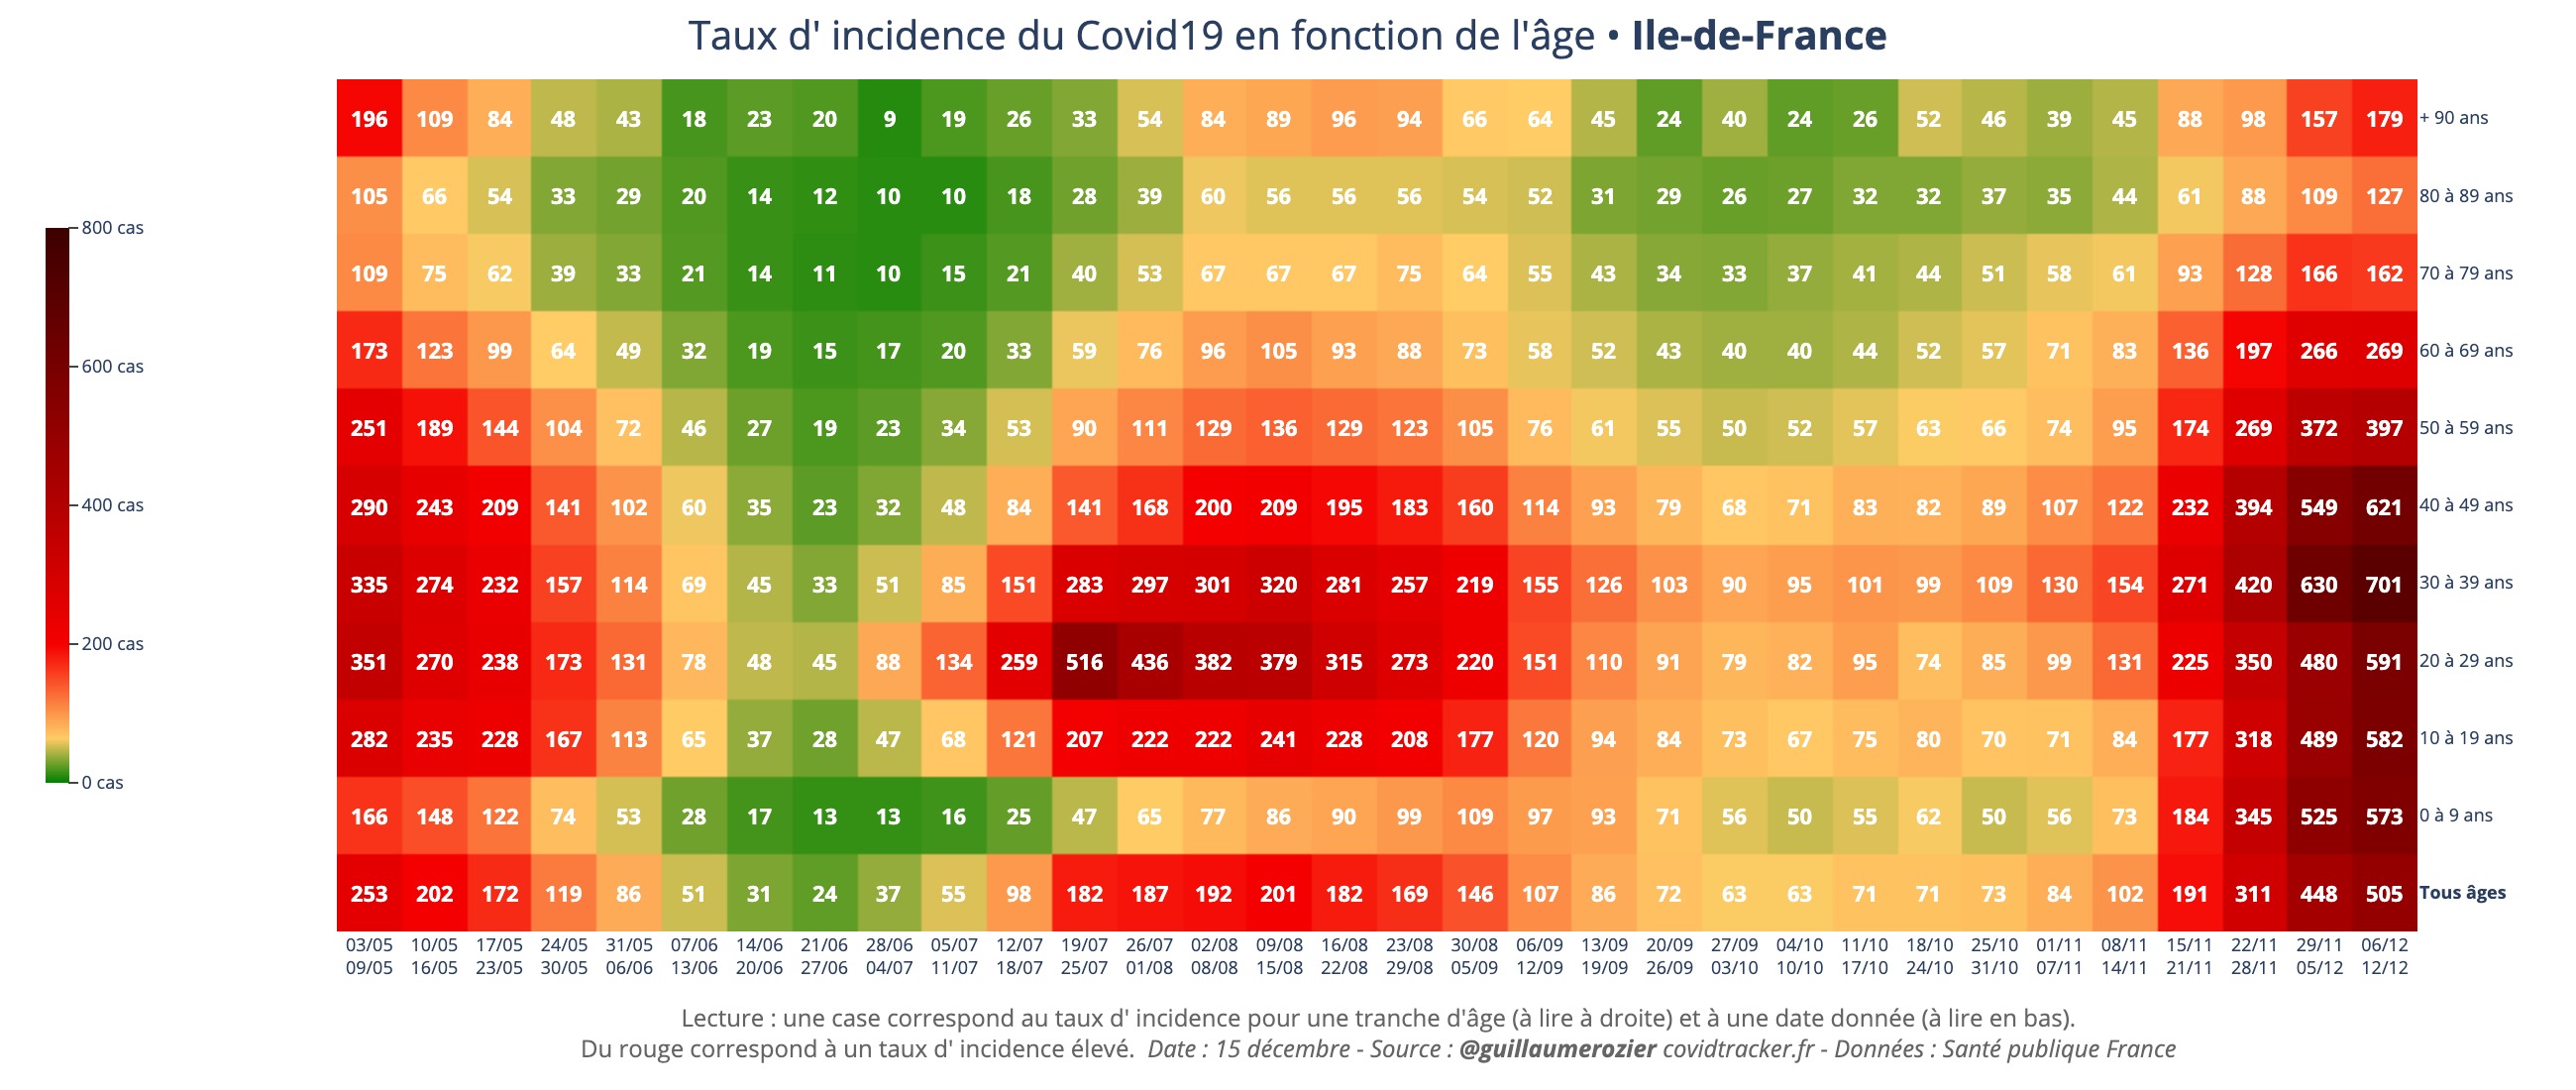 Taux d' incidence du Covid19 en fonction de l'âge • Ile-de-France
800 cas
600 cas
400 cas
200 cas
0 cas
196 109 84 48 43 18 23 20 9 19 26 33 54 84 89 96 94 66 64 45 24 40 24 26 52 46 39 45 88 98 157 179 + 90 ans
105 66 54 33 29 20 14 12 10 10 18 28 39 60 56 56 56 54 52 31 29 26 27 32 32 37 35 44 61 88 109 127 80 à 89 ans
109 75 62 39 33 21 14 11 10 15 21 40 53 67 67 67 75 64 55 43 34 33 37 41 44 51 58 61 93 128 166 162 70 à 79 ans
173 123 99 64 49 32 19 15 17 20 33 59 76 96 105 93 88 73 58 52 43 40 40 44 52 57 71 83 136 197 266 269 60 à 69 ans
251 189 144 104 72 46 27 19 23 34 53 90 111 129 136 129 123 105 76 61 55 50 52 57 63 66 74 95 174 269 372 397 50 à 59 ans
290 243 209 141 102 60 35 23 32 48 84 141 168 200 209 195 183 160 114 93 79 68 71 83 82 89 107 122 232 394 549 621 40 à 49 ans
335 274 232 157 114 69 45 33 51 85 151 283 297 301 320 281 257 219 155 126 103 90 95 101 99 109 130 154 271 420 630 701 30 à 39 ans
351 270 238 173 131 78 48 45 88 134 259 516 436 382 379 315 273 220 151 110 91 79 82 95 74 85 99 131 225 350 480 591 20 à 29 ans
282 235 228 167 113 65 37 28 47 68 121 207 222 222 241 228 208 177 120 94 84 73 67 75 80 70 71 84 177 318 489 582 10 à 19 ans
166 148 122 74 53 28 17 13 13 16 25 47 65 77 86 90 99 109 97 93 71 56 50 55 62 50 56 73 184 345 525 573 0 à 9 ans
253 202 172 119 86 51 31 24 37 55 98 182 187 192 201 182 169 146 107 86 72 63 63 71 71 73 84 102 191 311 448 505 Tous âges
03/05 10/05 17/05 24/05 31/05 07/06 14/06 21/06 28/06 05/07 12/07 19/07 26/07 02/08 09/08 16/08 23/08 30/08 06/09 13/09 20/09 27/09 04/10 11/10 18/10 25/10 01/11 08/11 15/11 22/11 29/11 06/12
09/05 16/05 23/05 30/05 06/06 13/06 20/06 27/06 04/07 11/07 18/07 25/07 01/08 08/08 15/08 22/08 29/08 05/09 12/09 19/09 26/09 03/10 10/10 17/10 24/10 31/10 07/11 14/11 21/11 28/11 05/12 12/12
Lecture : une case correspond au taux d' incidence pour une tranche d'âge (à lire à droite) et à une date donnée (à lire en bas).
Du rouge correspond à un taux d' incidence élevé. Date : 15 décembre - Source : @guillaumerozier covidtracker.fr - Données : Santé publique France